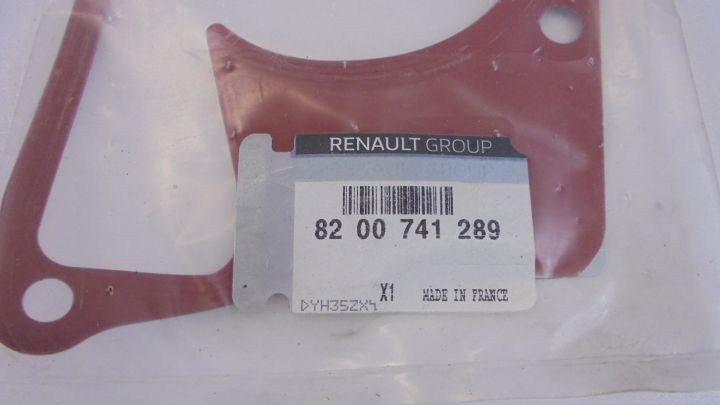 RENAULT GROUP
82 00 741 289
X1 MADE IN FRANCE
DYH35ZX4